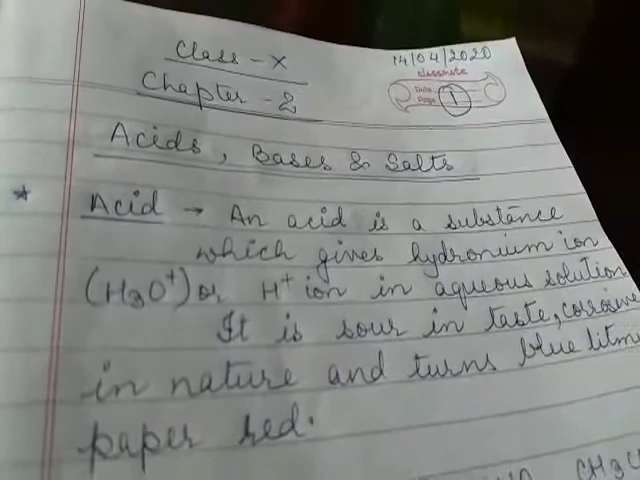 Class - X
14/04/2020
classmate
Date
Page 1
Chapter - 2
Acids, Bases & Salts
* Acid → An acid is a substance
which gives hydronium ion
(H3O+) or H+ ion in aqueous solution
It is sour in taste, corrosive
in nature and turns blue litm
paper red.